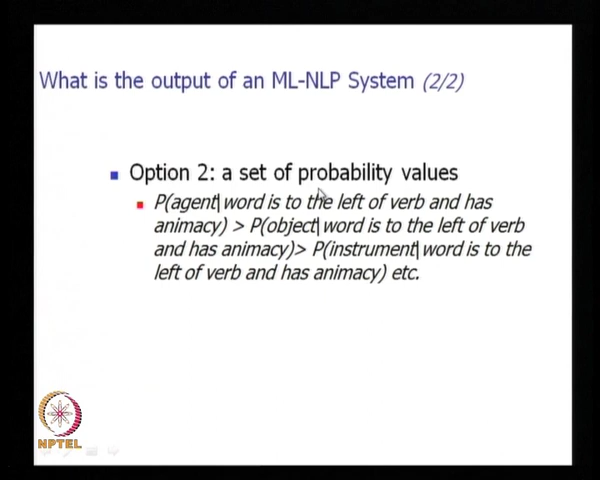 What is the output of an ML-NLP System (2/2)
Option 2: a set of probability values
P(agent|word is to the left of verb and has
animacy) > P(object|word is to the left of verb
and has animacy)> P(instrument|word is to the
left of verb and has animacy) etc.
NPTEL